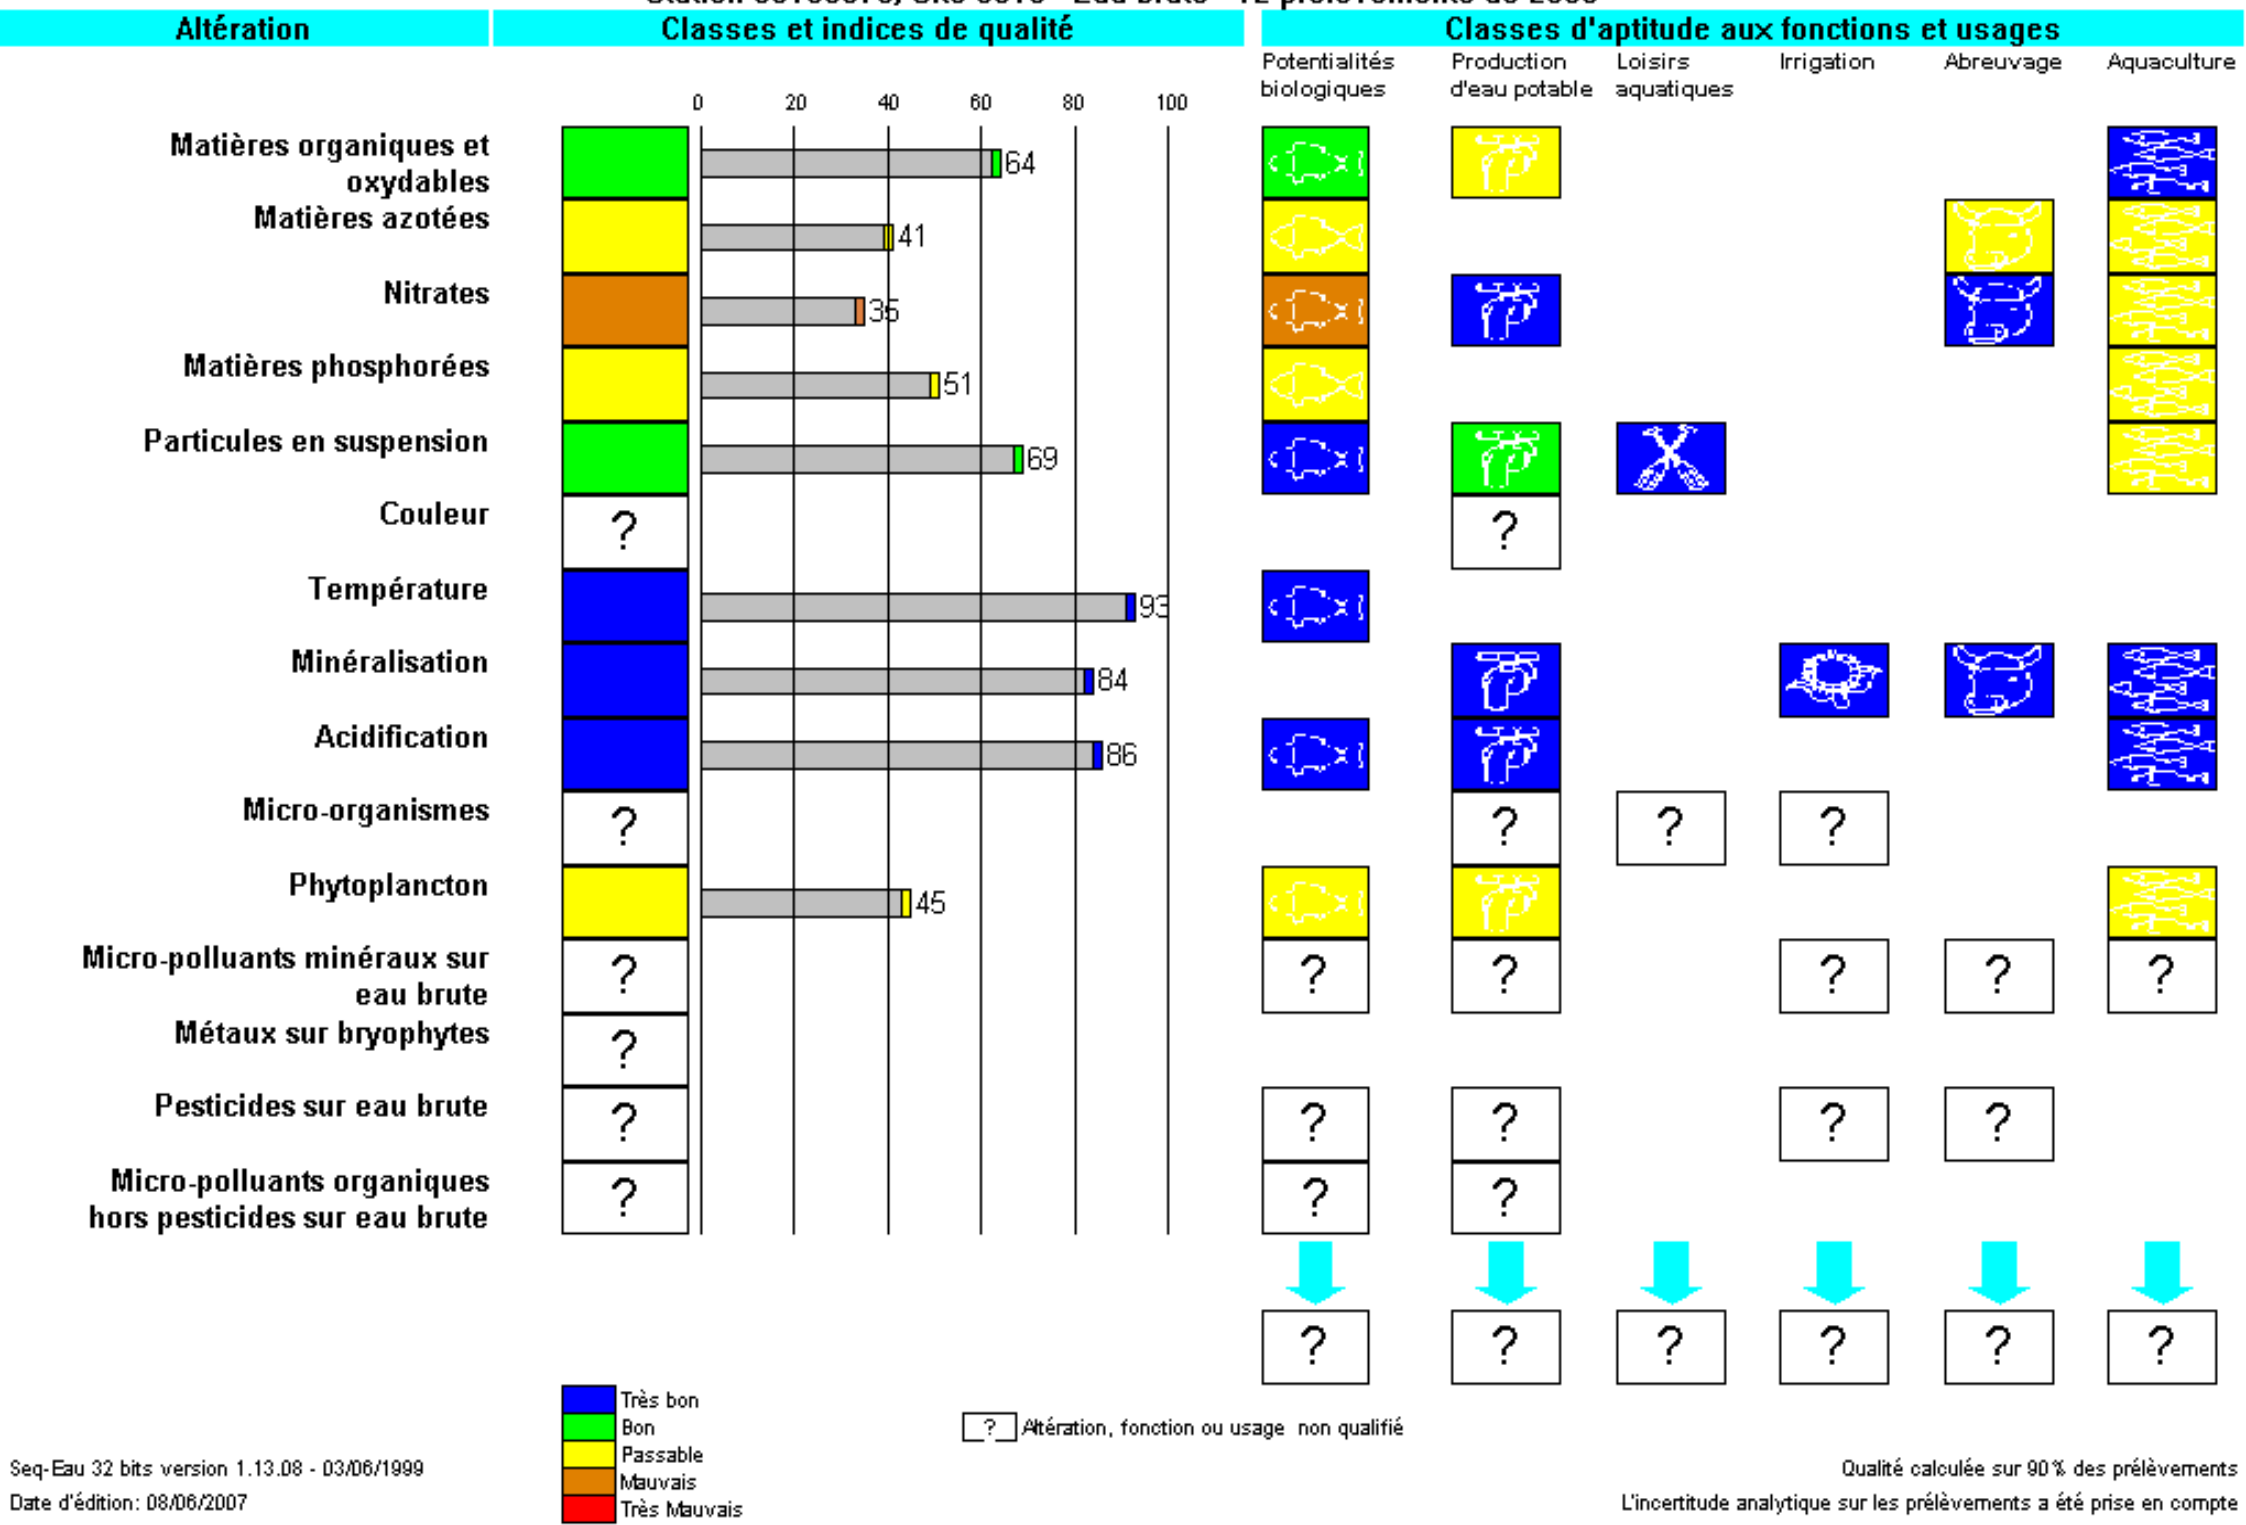 Altération
Classes et indices de qualité
Classes d'aptitude aux fonctions et usages
Potentialités
biologiques
Production
d'eau potable
Loisirs
aquatiques
Irrigation
Abreuvage
Aquaculture
0 20 40 60 80 100
Matières organiques et
oxydables
64
Matières azotées
41
Nitrates
35
Matières phosphorées
51
Particules en suspension
69
Couleur
? ?
Température
93
Minéralisation
84
Acidification
86
Micro-organismes
? ? ? ?
Phytoplancton
45
Micro-polluants minéraux sur
eau brute
? ? ? ? ? ?
Métaux sur bryophytes
?
Pesticides sur eau brute
? ? ? ? ?
Micro-polluants organiques
hors pesticides sur eau brute
? ? ?
? ? ? ? ? ?
Très bon
Bon
Passable
Mauvais
Très Mauvais
? Altération, fonction ou usage non qualifié
Seq-Eau 32 bits version 1.13.08 - 03/06/1999
Date d'édition: 08/06/2007
Qualité calculée sur 90% des prélèvements
L'incertitude analytique sur les prélèvements a été prise en compte